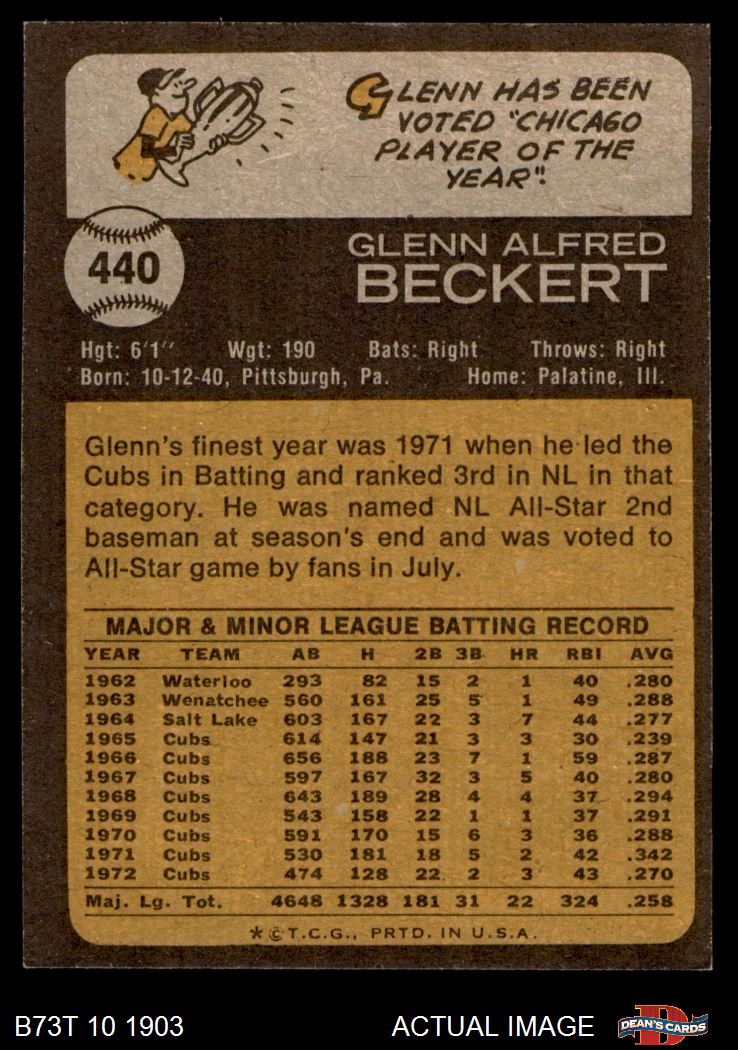 GLENN HAS BEEN
VOTED "CHICAGO
PLAYER OF THE
YEAR".
440
GLENN ALFRED
BECKERT
Hgt: 6'1" Wgt: 190 Bats: Right Throws: Right
Born: 10-12-40, Pittsburgh, Pa. Home: Palatine, Ill.
Glenn's finest year was 1971 when he led the
Cubs in Batting and ranked 3rd in NL in that
category. He was named NL All-Star 2nd
baseman at season's end and was voted to
All-Star game by fans in July.
MAJOR & MINOR LEAGUE BATTING RECORD
YEAR TEAM AB H 2B 3B HR RBI AVG
1962 Waterloo 293 82 15 2 1 40 .280
1963 Wenatchee 560 161 25 5 1 49 .288
1964 Salt Lake 603 167 22 3 7 44 .277
1965 Cubs 614 147 21 3 3 30 .239
1966 Cubs 656 188 23 7 1 59 .287
1967 Cubs 597 167 32 3 5 40 .280
1968 Cubs 643 189 28 4 4 37 .294
1969 Cubs 543 158 22 1 1 37 .291
1970 Cubs 591 170 15 6 3 36 .288
1971 Cubs 530 181 18 5 2 42 .342
1972 Cubs 474 128 22 2 3 43 .270
Maj. Lg. Tot. 4648 1328 181 31 22 324 .258
*©T.C.G., PRTD. IN U.S.A.
B73T 10 1903 ACTUAL IMAGE D DEAN'S CARDS